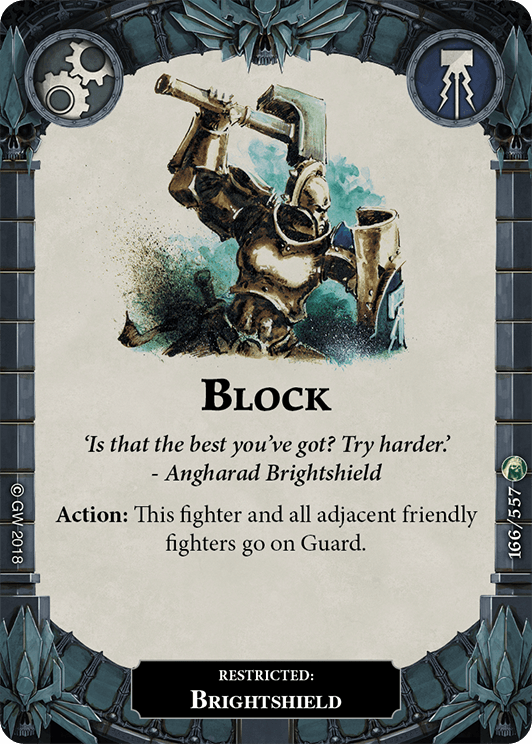 Block
‘Is that the best you’ve got? Try harder.’
- Angharad Brightshield
Action: This fighter and all adjacent friendly
fighters go on Guard.
© GW 2018
166/557
RESTRICTED:
Brightshield